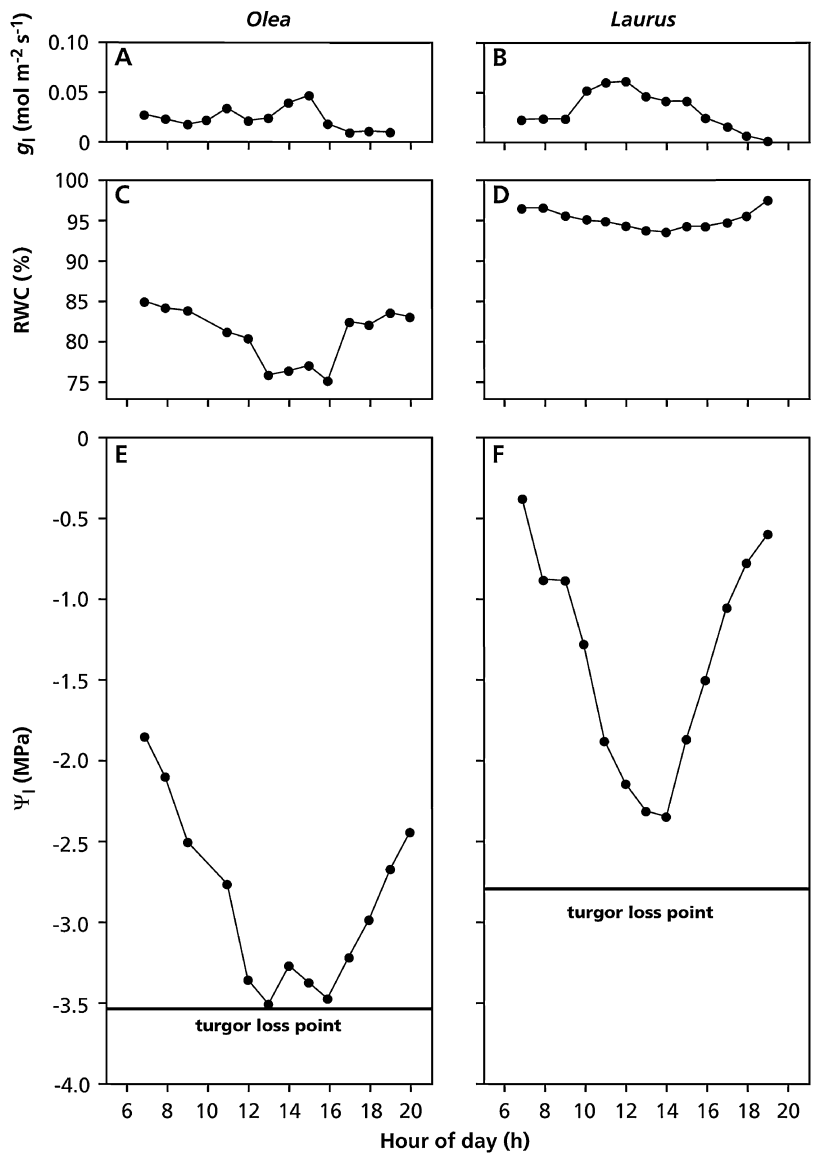 Olea Laurus
gl (mol m-2 s-1)
0.10
0.05
0
A
B
RWC (%)
100
95
90
85
80
75
C
D
Ψl (MPa)
0
-0.5
-1.0
-1.5
-2.0
-2.5
-3.0
-3.5
-4.0
E
F
turgor loss point
turgor loss point
6 8 10 12 14 16 18 20 6 8 10 12 14 16 18 20
Hour of day (h)